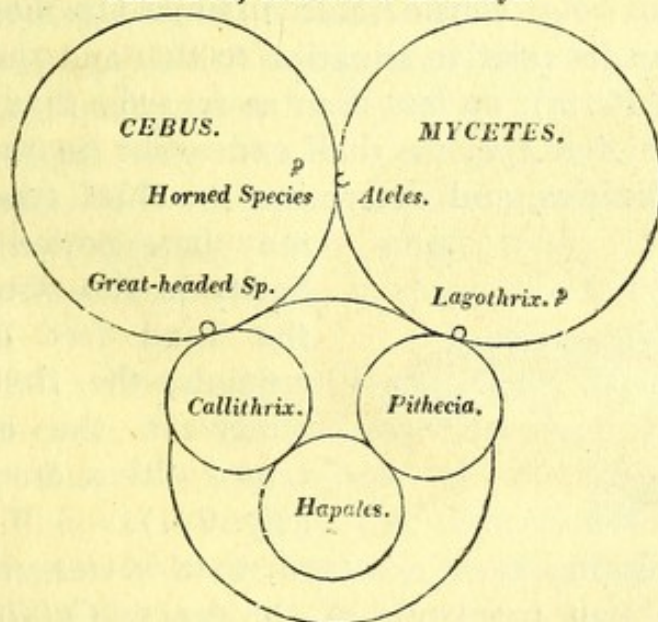 CEBUS.
MYCETES.
p
Horned Species
Ateles.
Great-headed Sp.
Lagothrix. p
Callithrix.
Pithecia.
Hapales.